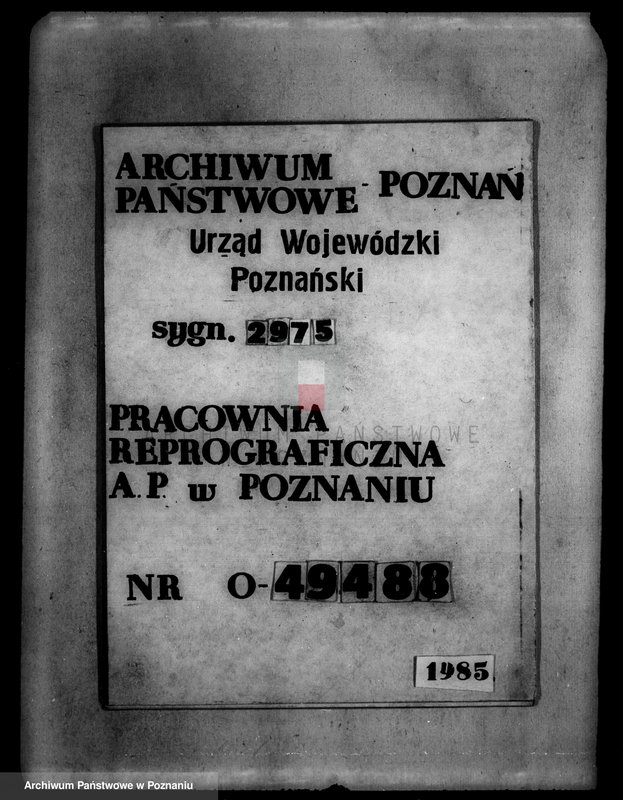 ARCHIWUM
PAŃSTWOWE - POZNAŃ
Urząd Wojewódzki
Poznański
sygn. 2975
PRACOWNIA
REPROGRAFICZNA
A.P. w POZNANIU
NR O-49488
1985
Archiwum Państwowe w Poznaniu